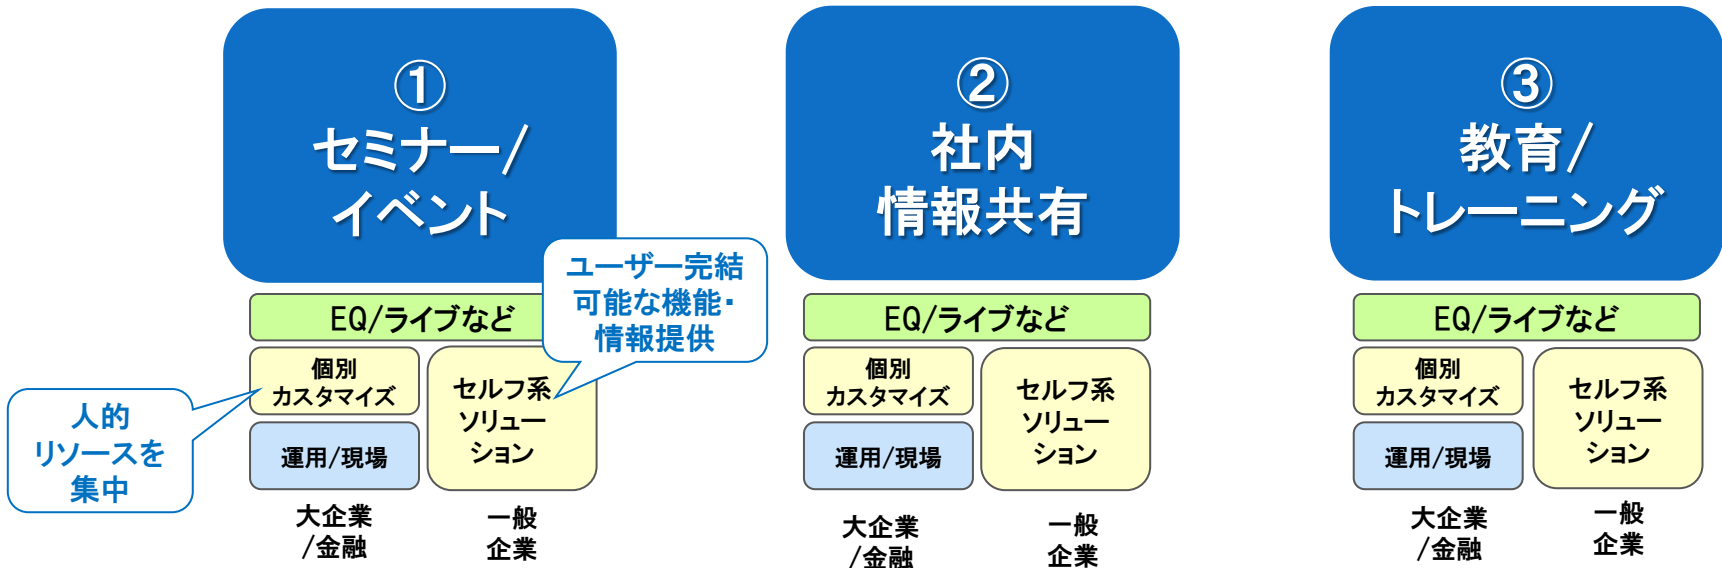 ①
セミナー/
イベント
ユーザー完結
可能な機能・
情報提供
EQ/ライブなど
個別
カスタマイズ
運用/現場
セルフ系
ソリュー
ション
人的
リソースを
集中
大企業
/金融
一般
企業
②
社内
情報共有
EQ/ライブなど
個別
カスタマイズ
運用/現場
セルフ系
ソリュー
ション
大企業
/金融
一般
企業
③
教育/
トレーニング
EQ/ライブなど
個別
カスタマイズ
運用/現場
セルフ系
ソリュー
ション
大企業
/金融
一般
企業